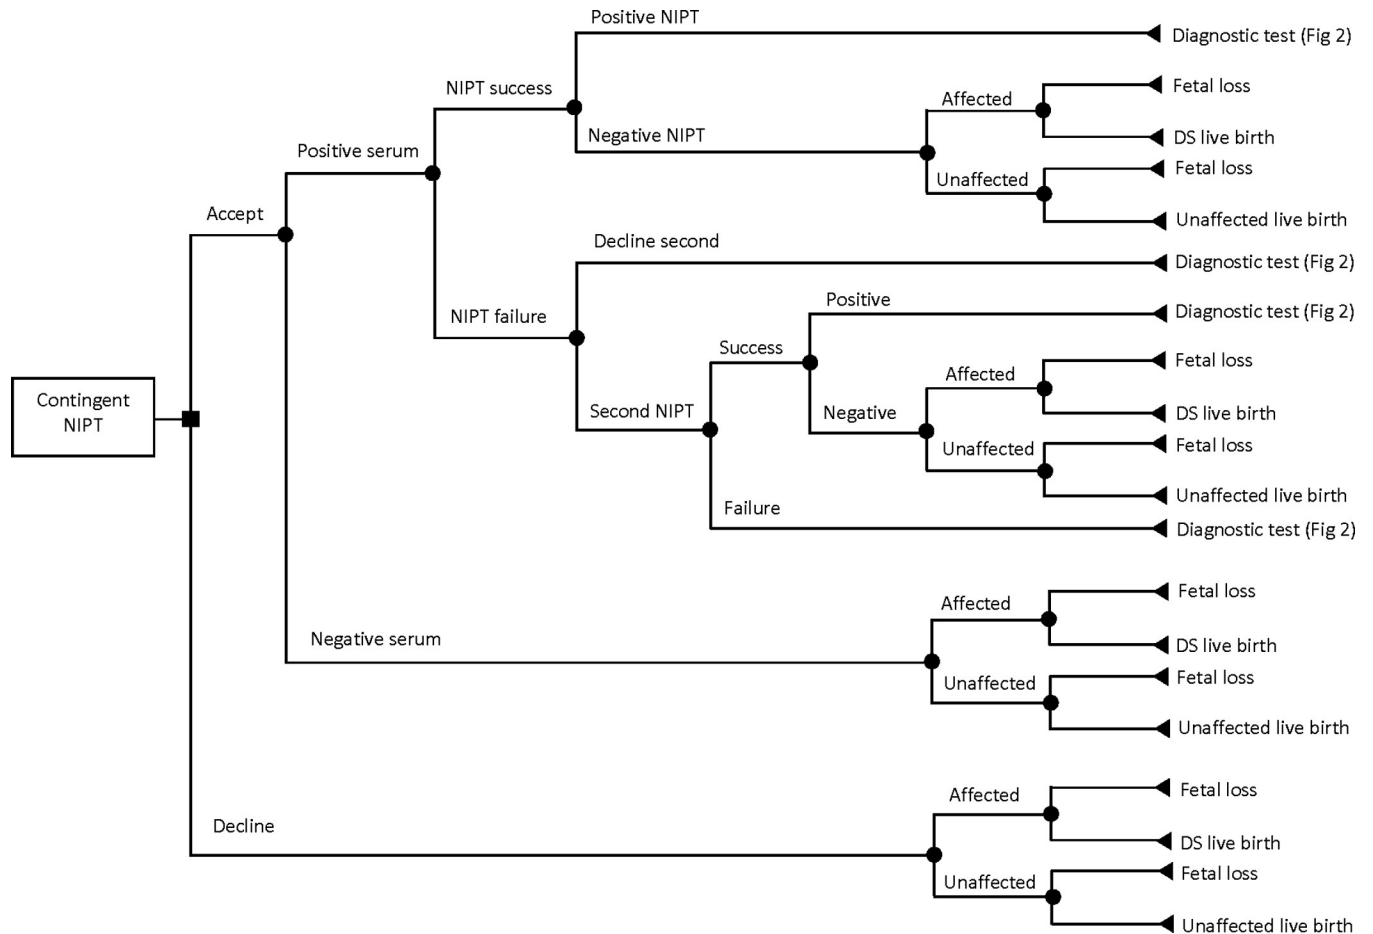 Positive NIPT
Diagnostic test (Fig 2)
NIPT success
Fetal loss
Affected
Negative NIPT
DS live birth
Positive serum
Fetal loss
Unaffected
Accept
Unaffected live birth
Decline second
Diagnostic test (Fig 2)
Positive
Diagnostic test (Fig 2)
NIPT failure
Success
Fetal loss
Affected
Contingent
NIPT
Second NIPT
Negative
DS live birth
Fetal loss
Unaffected
Unaffected live birth
Failure
Diagnostic test (Fig 2)
Fetal loss
Affected
Negative serum
DS live birth
Fetal loss
Unaffected
Unaffected live birth
Fetal loss
Affected
Decline
DS live birth
Fetal loss
Unaffected
Unaffected live birth